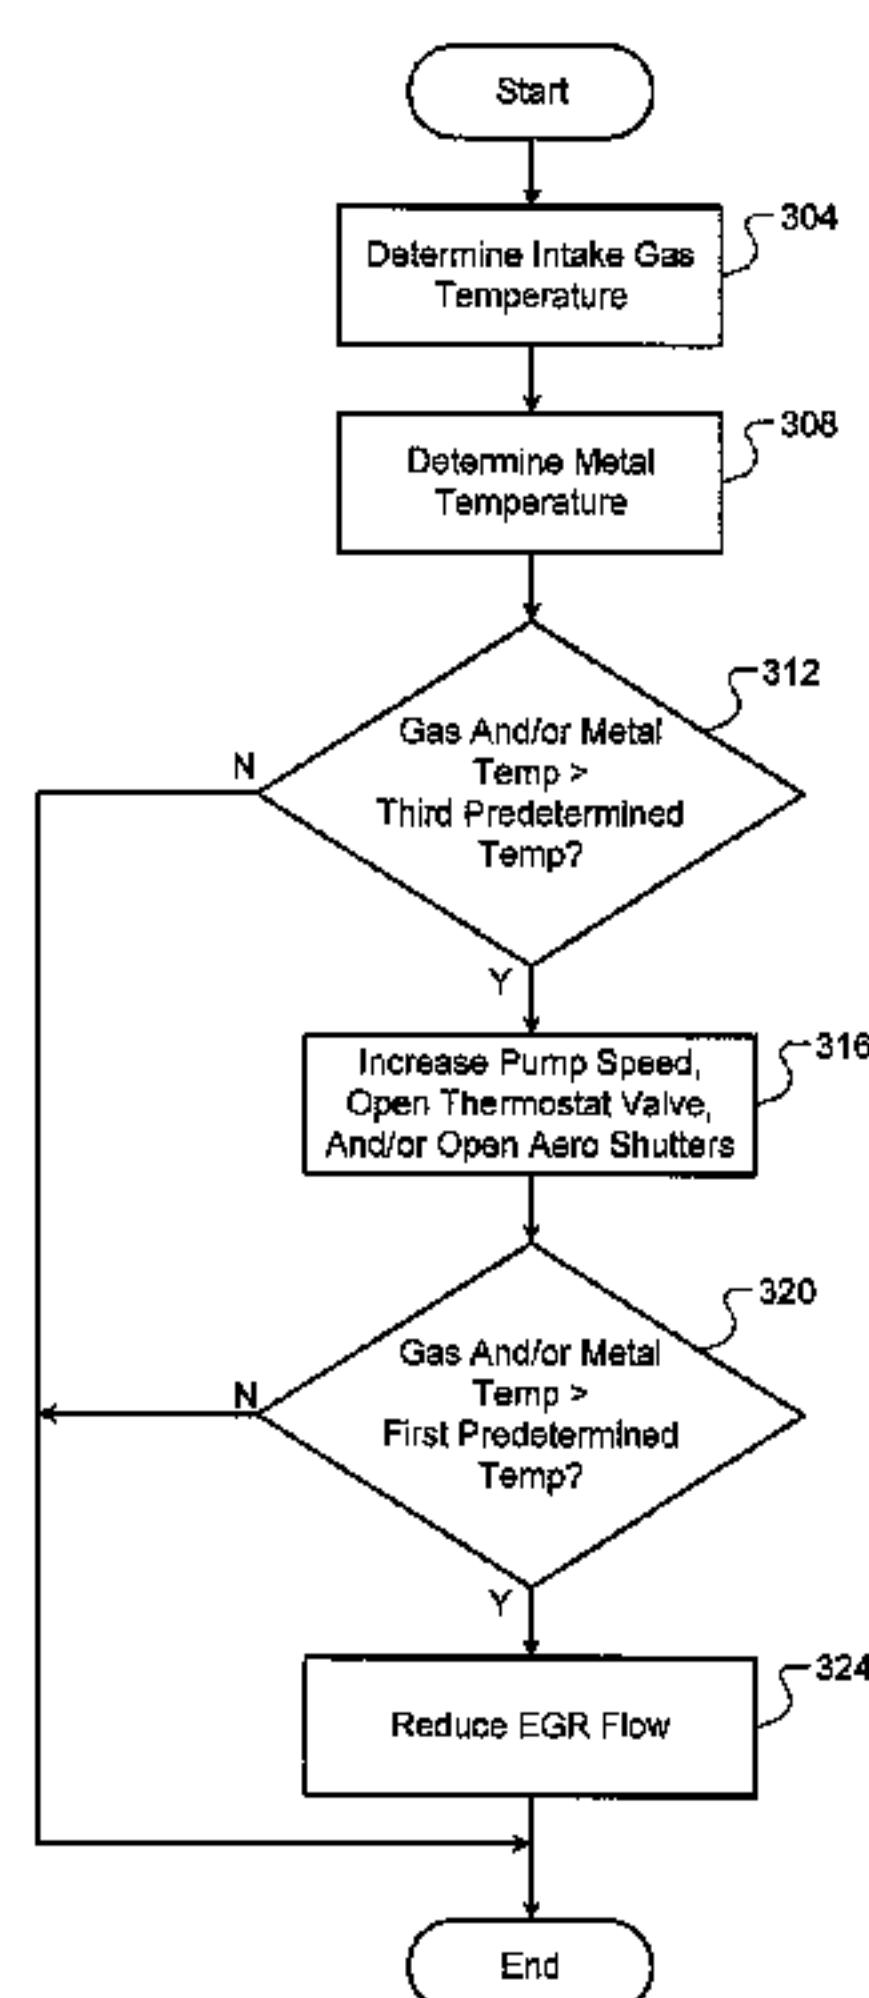 Start
304
Determine Intake Gas
Temperature
308
Determine Metal
Temperature
312
Gas And/or Metal
Temp >
Third Predetermined
Temp?
N
Y
316
Increase Pump Speed,
Open Thermostat Valve,
And/or Open Aero Shutters
320
Gas And/or Metal
Temp >
First Predetermined
Temp?
N
Y
324
Reduce EGR Flow
End